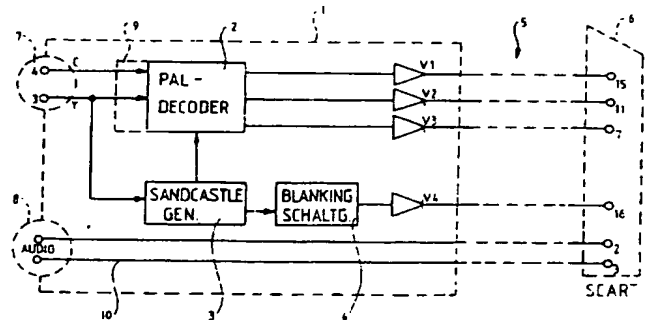 1
7
9
2
5
6
4 C
PAL-
DECODER
V1
15
3 Y
V2
11
V3
7
SANDCASTLE
GEN.
BLANKING
SCHALTG.
V4
16
8
AUDIO
2
10
3
4
SCART